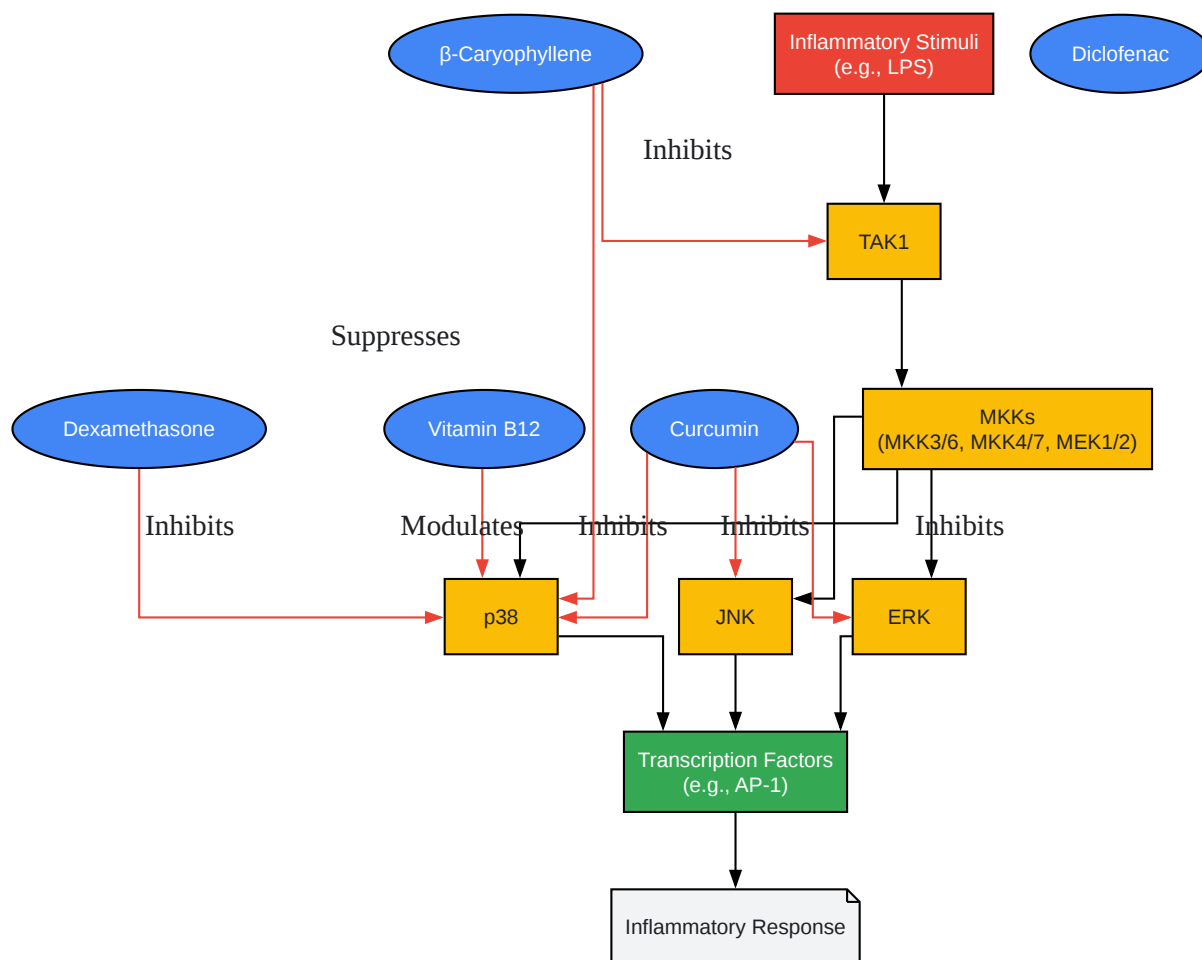 β-Caryophyllene
Inflammatory Stimuli
(e.g., LPS)
Diclofenac
Inhibits
TAK1
Suppresses
Dexamethasone
Vitamin B12
Curcumin
MKKs
(MKK3/6, MKK4/7, MEK1/2)
Inhibits
Modulates
Inhibits
Inhibits
Inhibits
p38
JNK
ERK
Transcription Factors
(e.g., AP-1)
Inflammatory Response